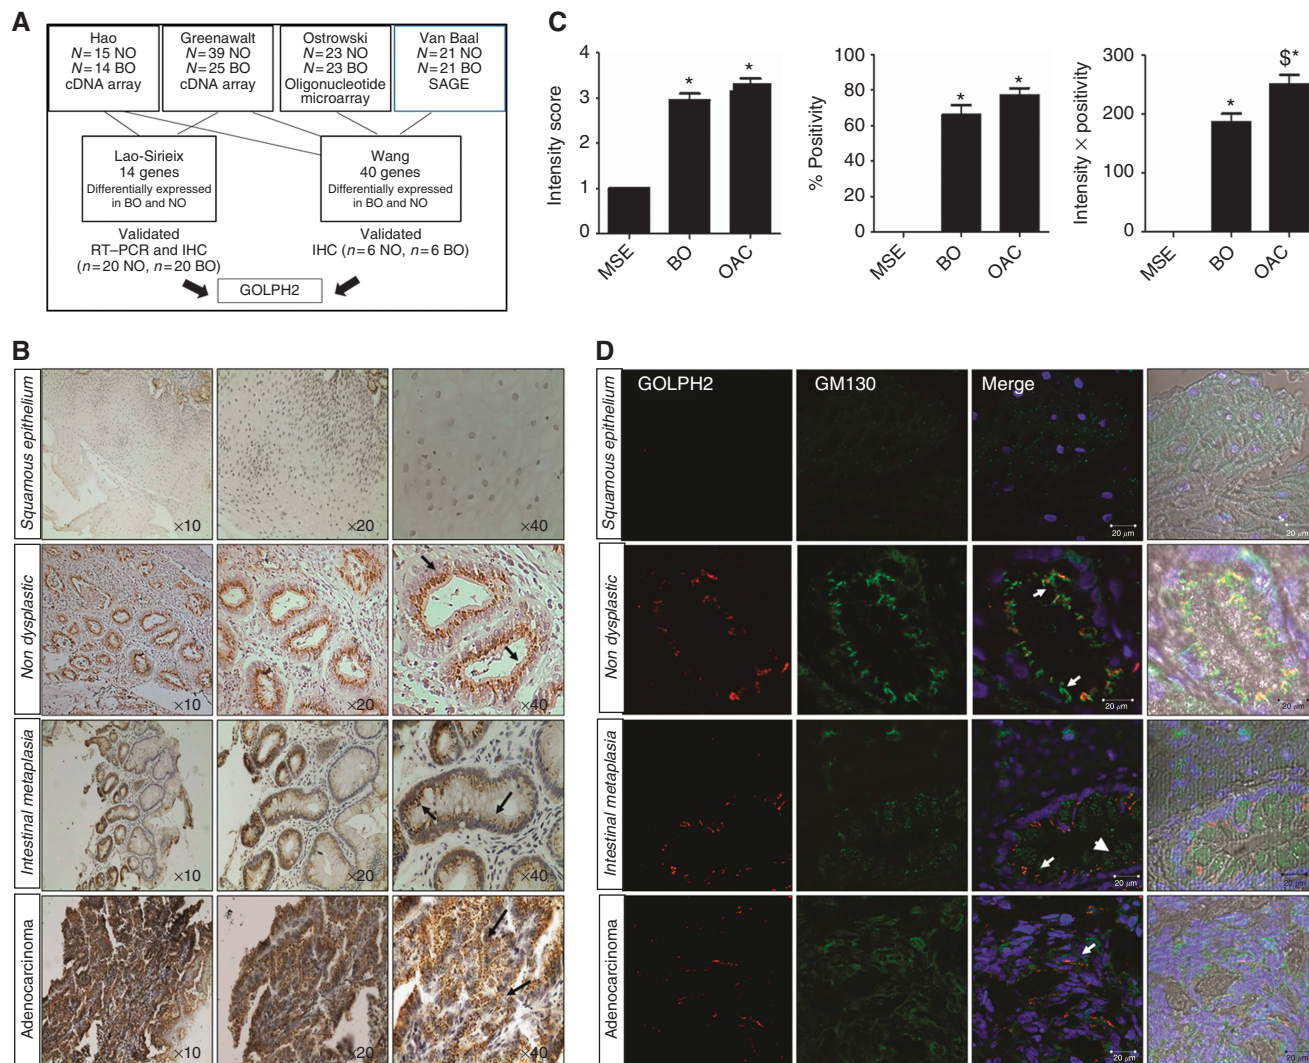 A
Hao
N=15 NO
N=14 BO
cDNA array
Greenawalt
N=39 NO
N=25 BO
cDNA array
Ostrowski
N=23 NO
N=23 BO
Oligonucleotide
microarray
Van Baal
N=21 NO
N=21 BO
SAGE
Lao-Sirieix
14 genes
Differentially expressed
in BO and NO
Wang
40 genes
Differentially expressed
in BO and NO
Validated
RT–PCR and IHC
(n=20 NO, n=20 BO)
Validated
IHC (n=6 NO, n=6 BO)
GOLPH2
C
Intensity score
4
3
2
1
0
*
*
MSE
BO
OAC
% Positivity
100
80
60
40
20
0
*
*
MSE
BO
OAC
Intensity × positivity
300
200
100
0
*
$*
MSE
BO
OAC
B
Squamous epithelium
×10
×20
×40
Non dysplastic
×10
×20
×40
Intestinal metaplasia
×10
×20
×40
Adenocarcinoma
×10
×20
×40
D
GOLPH2
GM130
Merge
Squamous epithelium
20 μm
Non dysplastic
20 μm
20 μm
Intestinal metaplasia
20 μm
Adenocarcinoma
20 μm